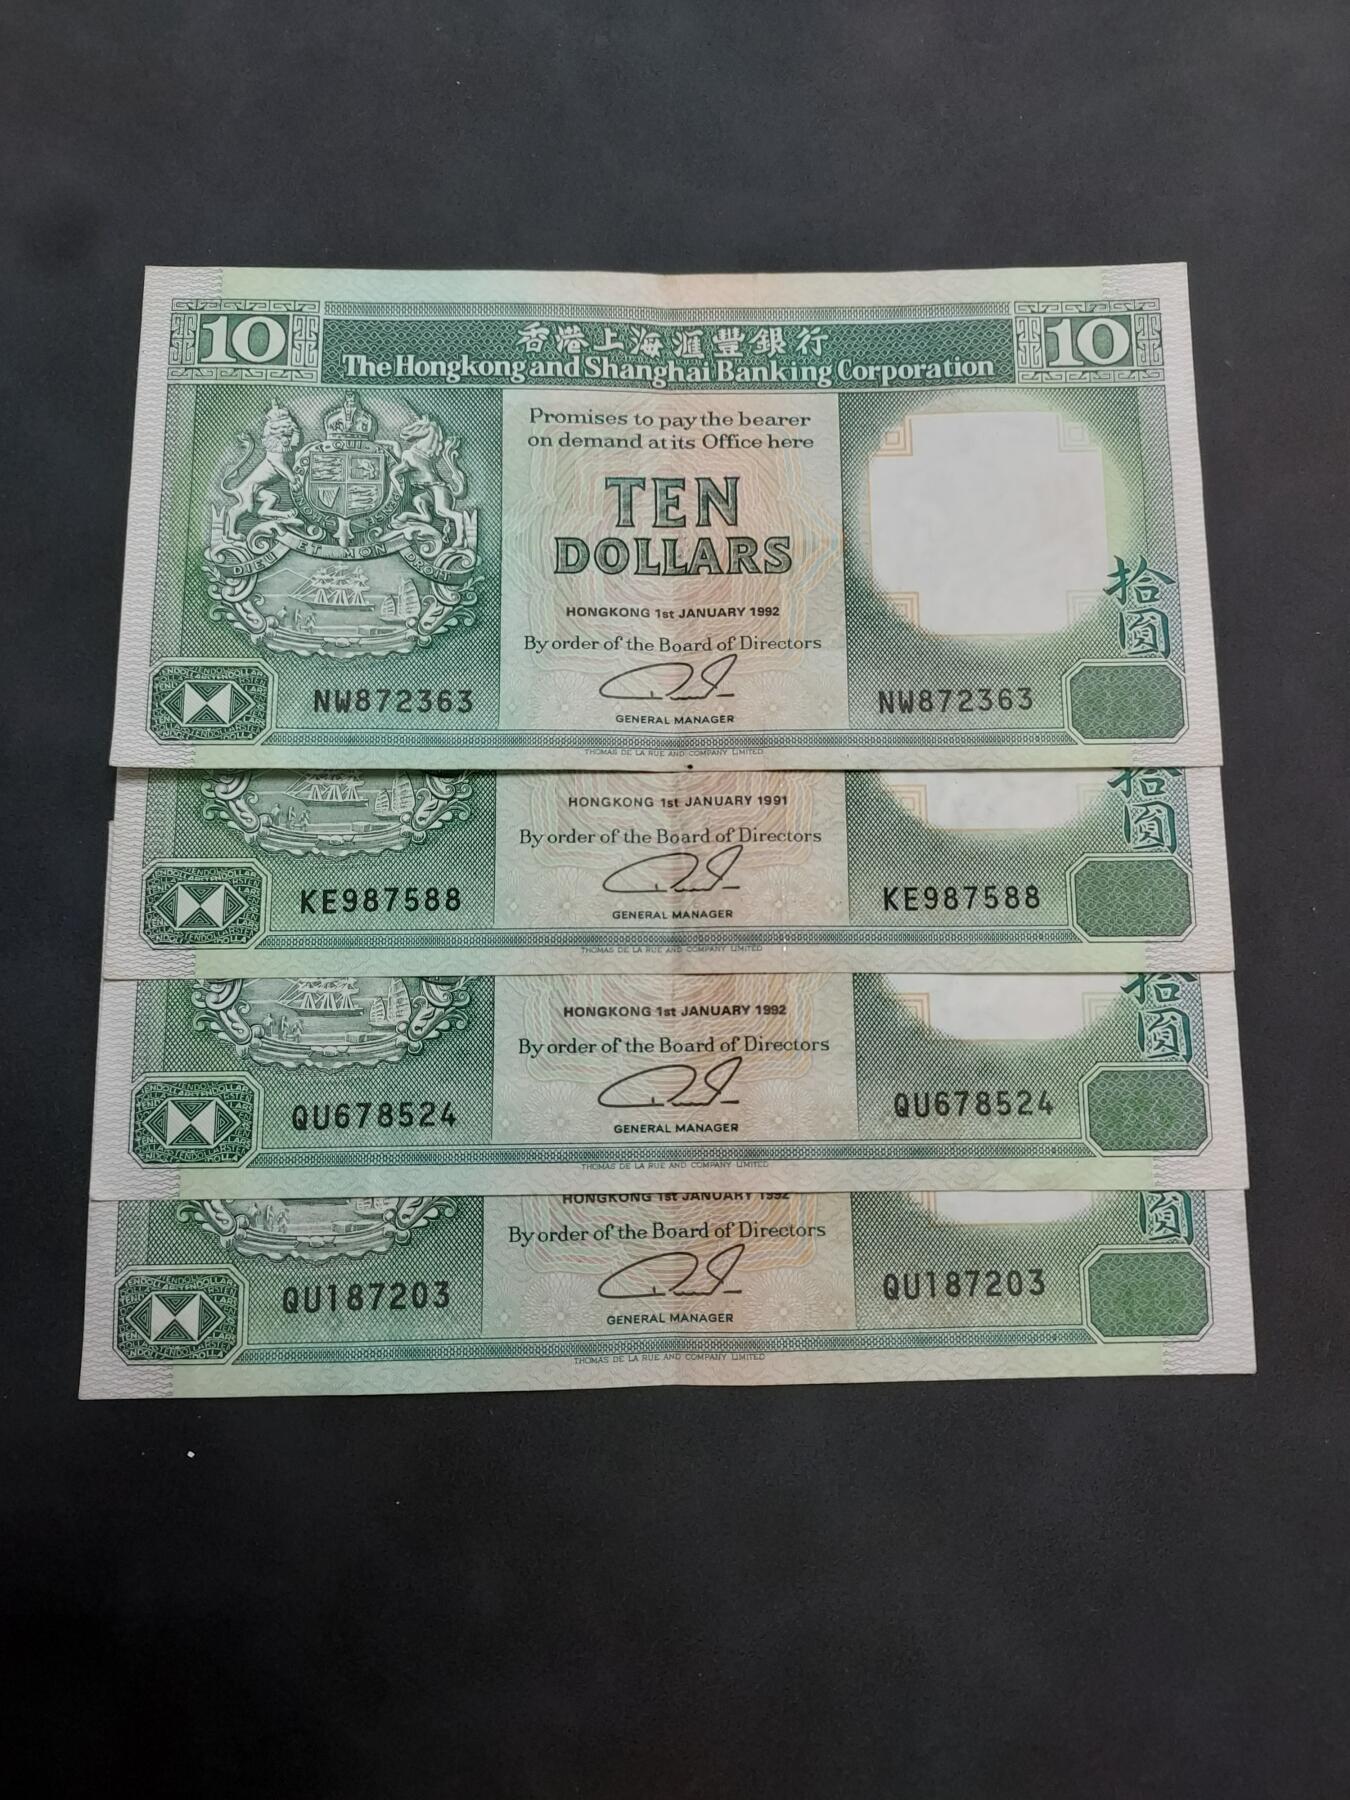 10
香港上海滙豐銀行
10
The Hongkong and Shanghai Banking Corporation
Promises to pay the bearer
on demand at its Office here
TEN
DOLLARS
DIEU ET MON DROIT
HONGKONG 1st JANUARY 1992
By order of the Board of Directors
拾圓
NW872363
GENERAL MANAGER
NW872363
THOMAS DE LA RUE AND COMPANY LIMITED
HONGKONG 1st JANUARY 1991
拾圓
By order of the Board of Directors
KE987588
GENERAL MANAGER
KE987588
THOMAS DE LA RUE AND COMPANY LIMITED
HONGKONG 1st JANUARY 1992
拾圓
By order of the Board of Directors
QU678524
GENERAL MANAGER
QU678524
THOMAS DE LA RUE AND COMPANY LIMITED
HONGKONG 1st JANUARY 1992
圓
By order of the Board of Directors
QU187203
GENERAL MANAGER
QU187203
THOMAS DE LA RUE AND COMPANY LIMITED